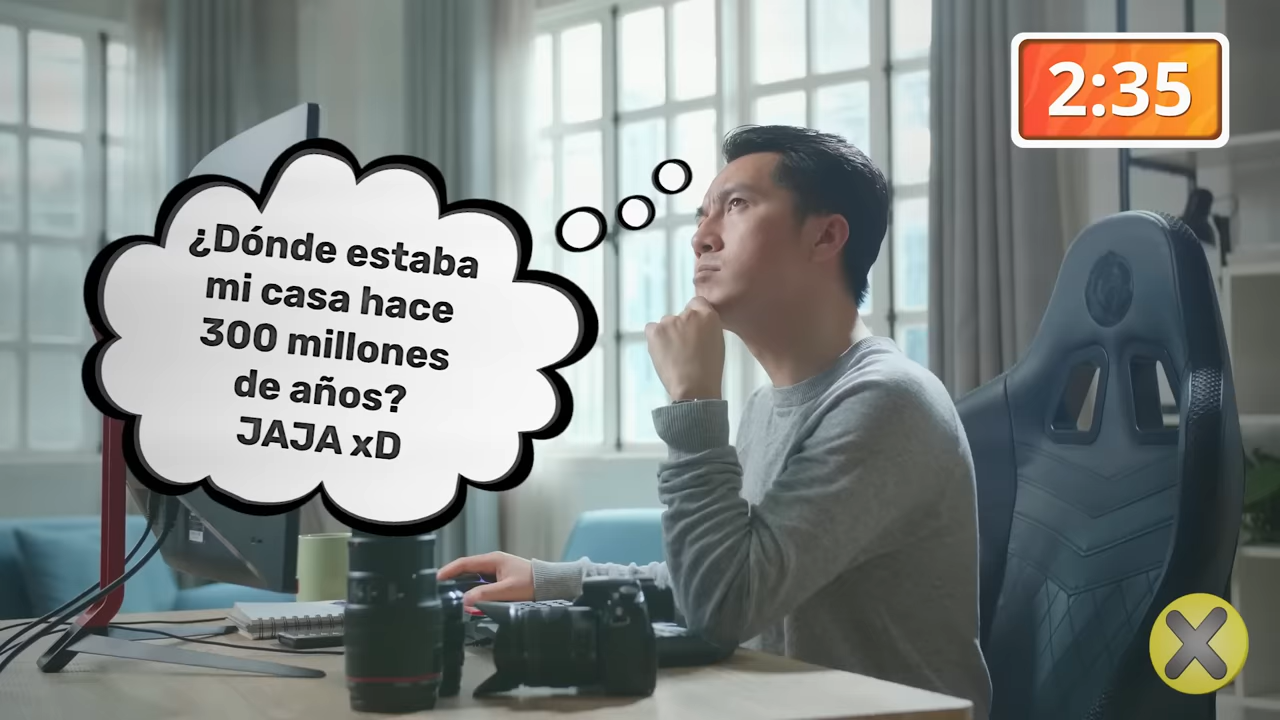 2:35
¿Dónde estaba
mi casa hace
300 millones
de años?
JAJA xD
X